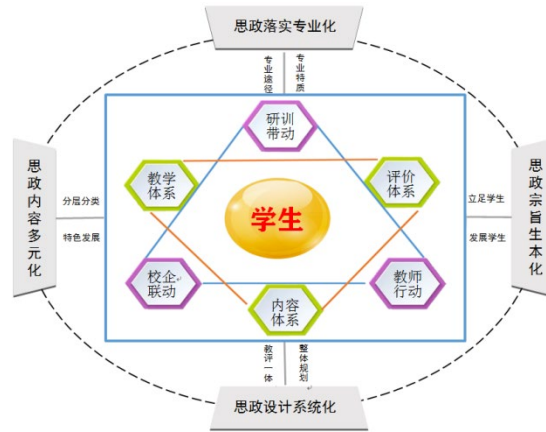 思政落实专业化
专业途径
专业特质
研训
带动
教学
体系
评价
体系
学生
思政内容多元化
分层分类
特色发展
立足学生
发展学生
思政宗旨生本化
校企
联动
教师
行动
内容
体系
教评一体
整体规划
思政设计系统化